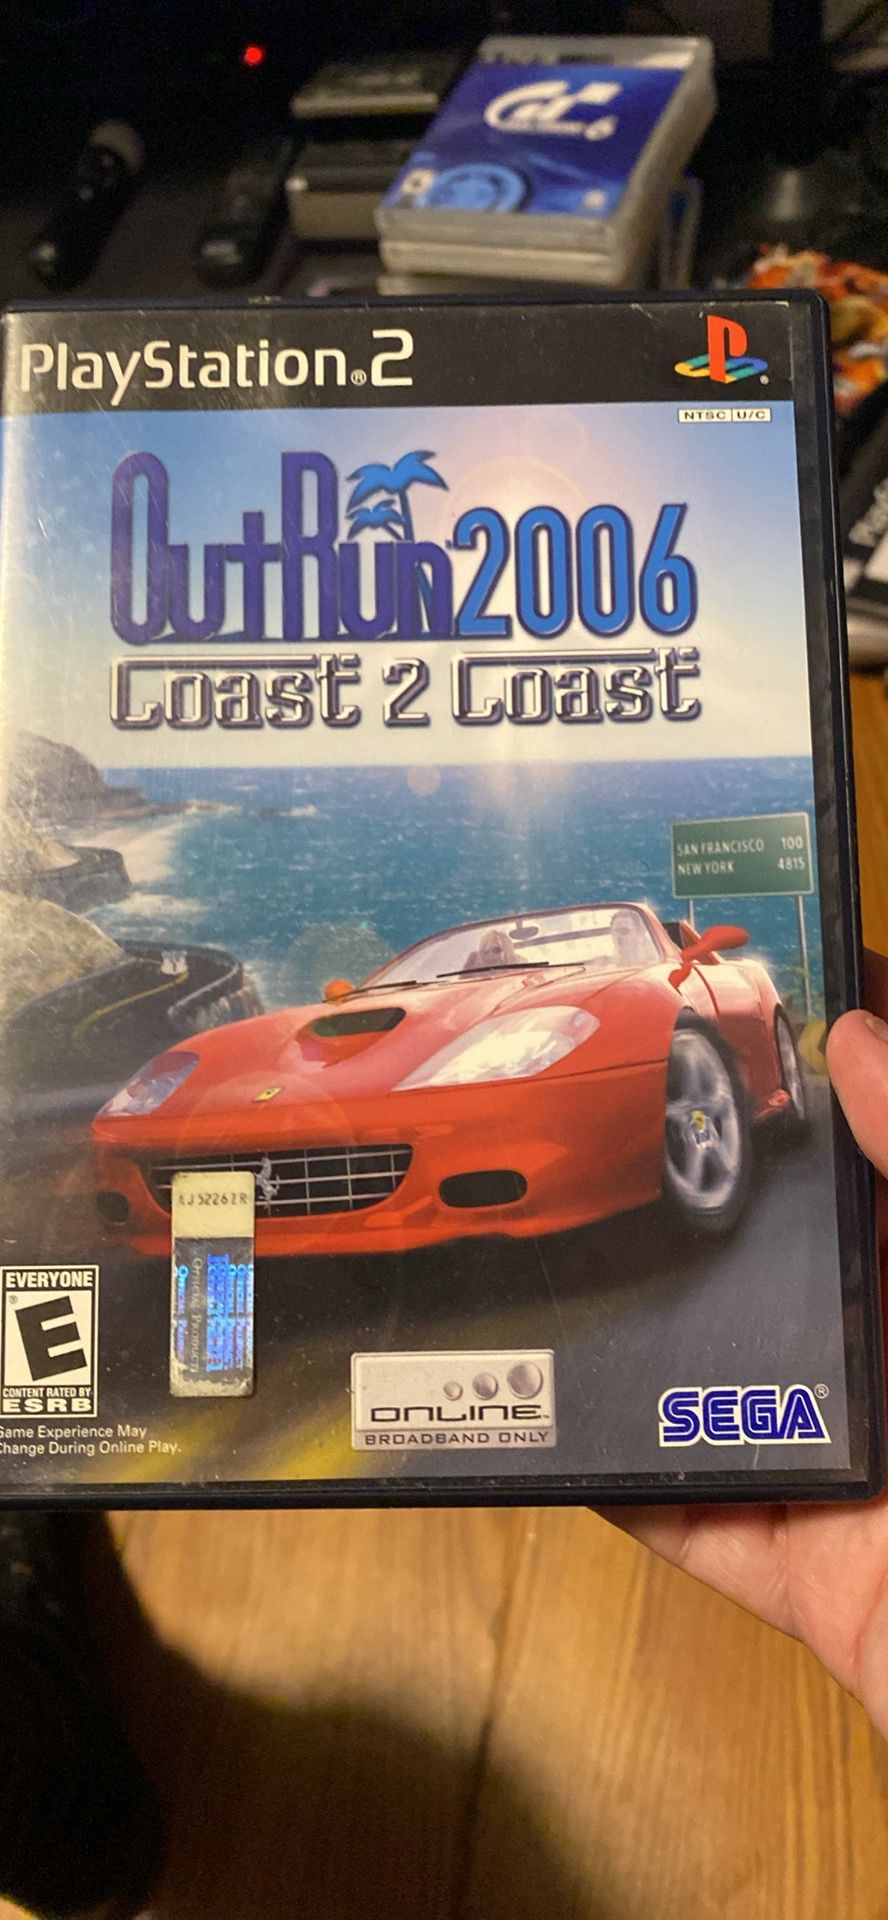 PlayStation®2
NTSC U/C
OutRun2006
Coast 2 Coast
SAN FRANCISCO 100
NEW YORK 4815
EVERYONE
E
CONTENT RATED BY
ESRB
Game Experience May
Change During Online Play.
ONLINE
BROADBAND ONLY
SEGA®